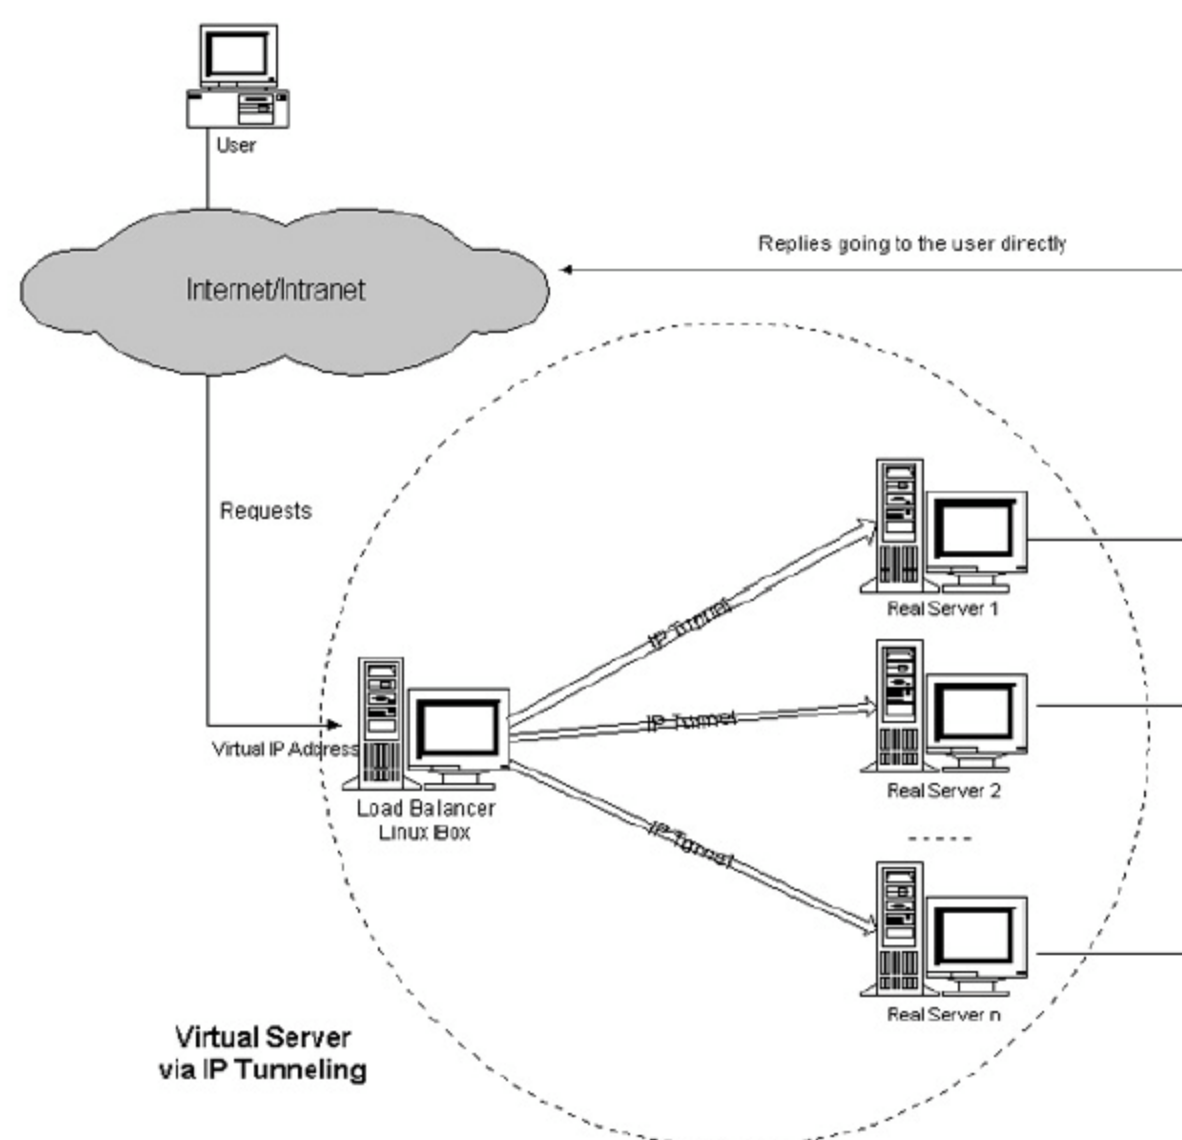 User
Replies going to the user directly
Internet/Intranet
Requests
IP Tunnel
Real Server 1
IP Tunnel
Virtual IP Address
Real Server 2
Load Balancer
Linux Box
IP Tunnel
Real Server n
Virtual Server
via IP Tunneling